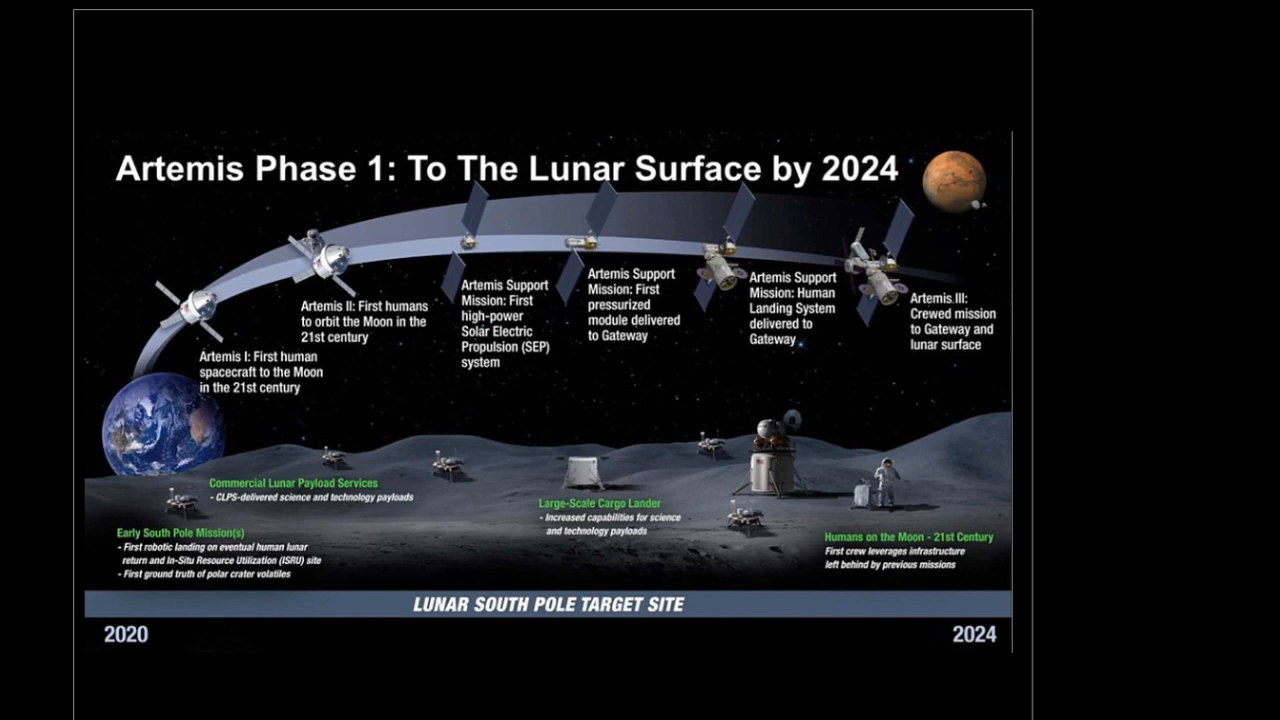 Artemis Phase 1: To The Lunar Surface by 2024
Artemis I: First human
spacecraft to the Moon
in the 21st century
Artemis II: First humans
to orbit the Moon in the
21st century
Artemis Support
Mission: First
high-power
Solar Electric
Propulsion (SEP)
system
Artemis Support
Mission: First
pressurized
module delivered
to Gateway
Artemis Support
Mission: Human
Landing System
delivered to
Gateway
Artemis III:
Crewed mission
to Gateway and
lunar surface
Commercial Lunar Payload Services
- CLPS-delivered science and technology payloads
Early South Pole Mission(s)
- First robotic landing on eventual human lunar
return and In-Situ Resource Utilization (ISRU) site
- First ground truth of polar crater volatiles
Large-Scale Cargo Lander
- Increased capabilities for science
and technology payloads
Humans on the Moon - 21st Century
First crew leverages infrastructure
left behind by previous missions
LUNAR SOUTH POLE TARGET SITE
2020
2024